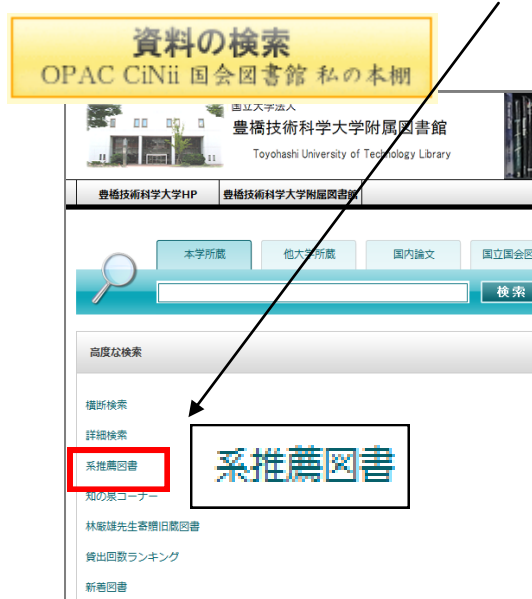 資料の検索
OPAC CiNii 国会図書館 私の本棚
国立大学法人
豊橋技術科学大学附属図書館
Toyohashi University of Technology Library
豊橋技術科学大学HP 豊橋技術科学大学附属図書館
本学所蔵 他大学所蔵 国内論文 国立国会図
検索
高度な検索
横断検索
詳細検索
系推薦図書
系推薦図書
知の泉コーナー
林厳雄先生寄贈旧蔵図書
貸出回数ランキング
新着図書